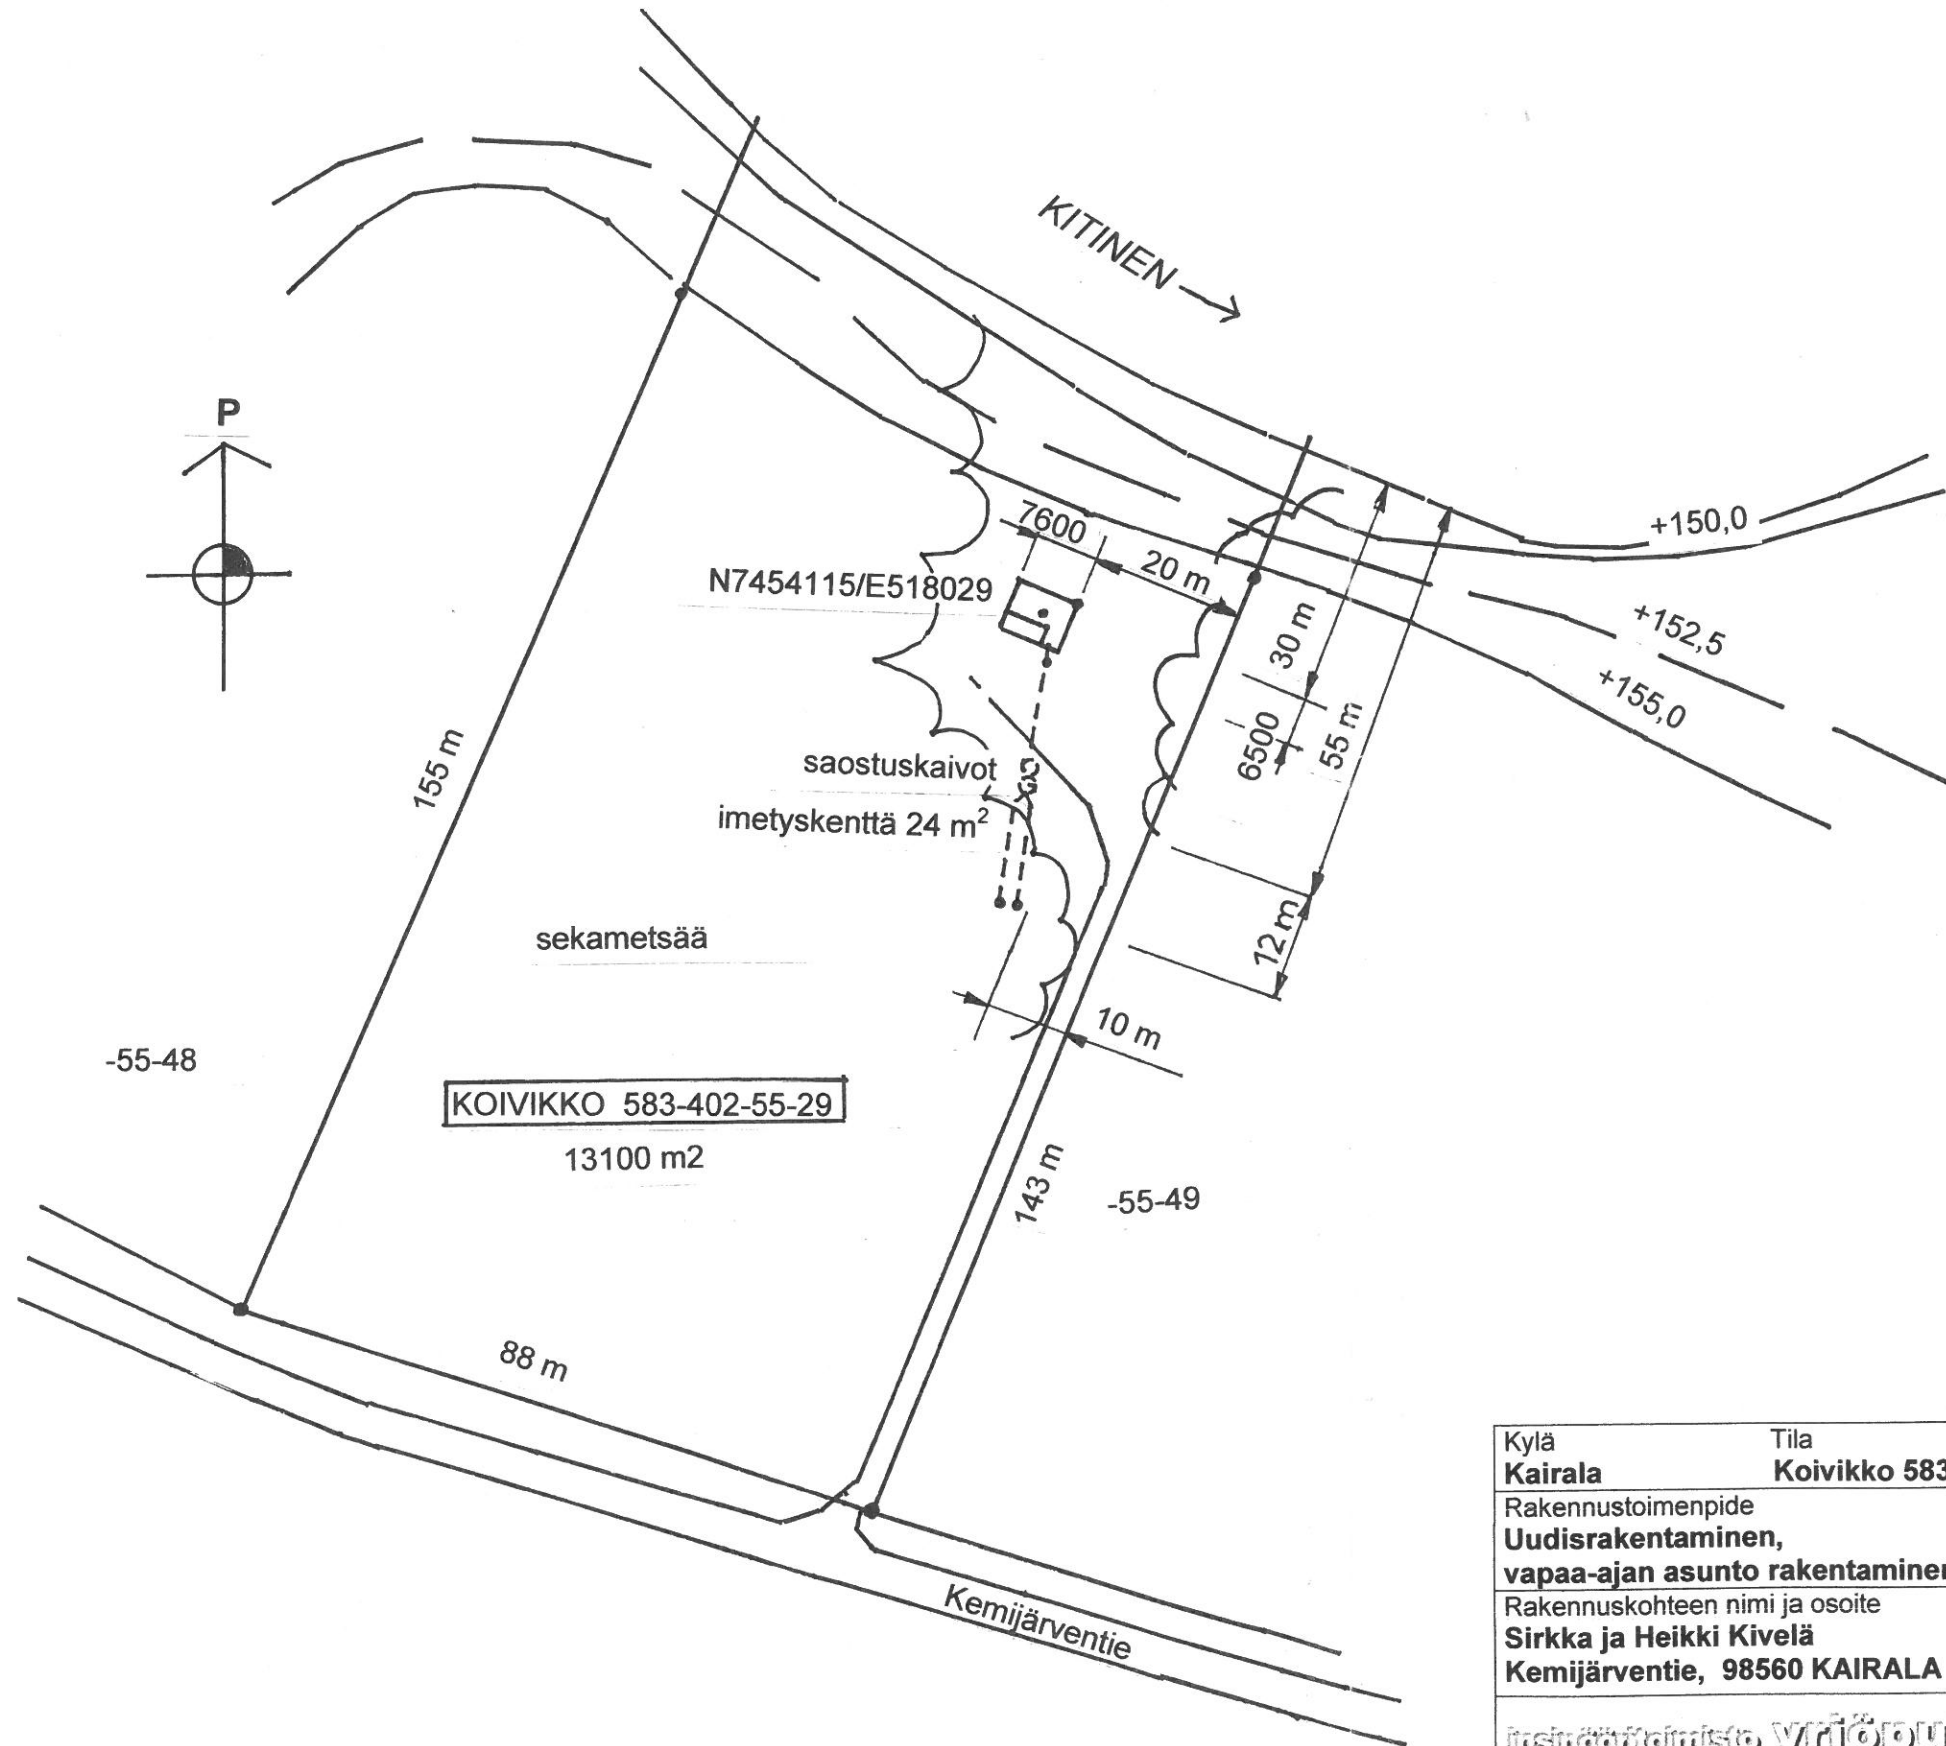 KITINEN
P
7600
+150,0
20 m
N7454115/E518029
+152,5
30 m
+155,0
6500
55 m
155 m
saostuskaivot
imetyskenttä 24 m²
12 m
sekametsää
10 m
-55-48
KOIVIKKO 583-402-55-29
13100 m2
143 m
-55-49
88 m
Kemijärventie
Kylä Tila
Kairala Koivikko 583
Rakennustoimenpide
Uudisrakentaminen,
vapaa-ajan asunto rakentaminen
Rakennuskohteen nimi ja osoite
Sirkka ja Heikki Kivelä
Kemijärventie, 98560 KAIRALA
insinööritoimisto